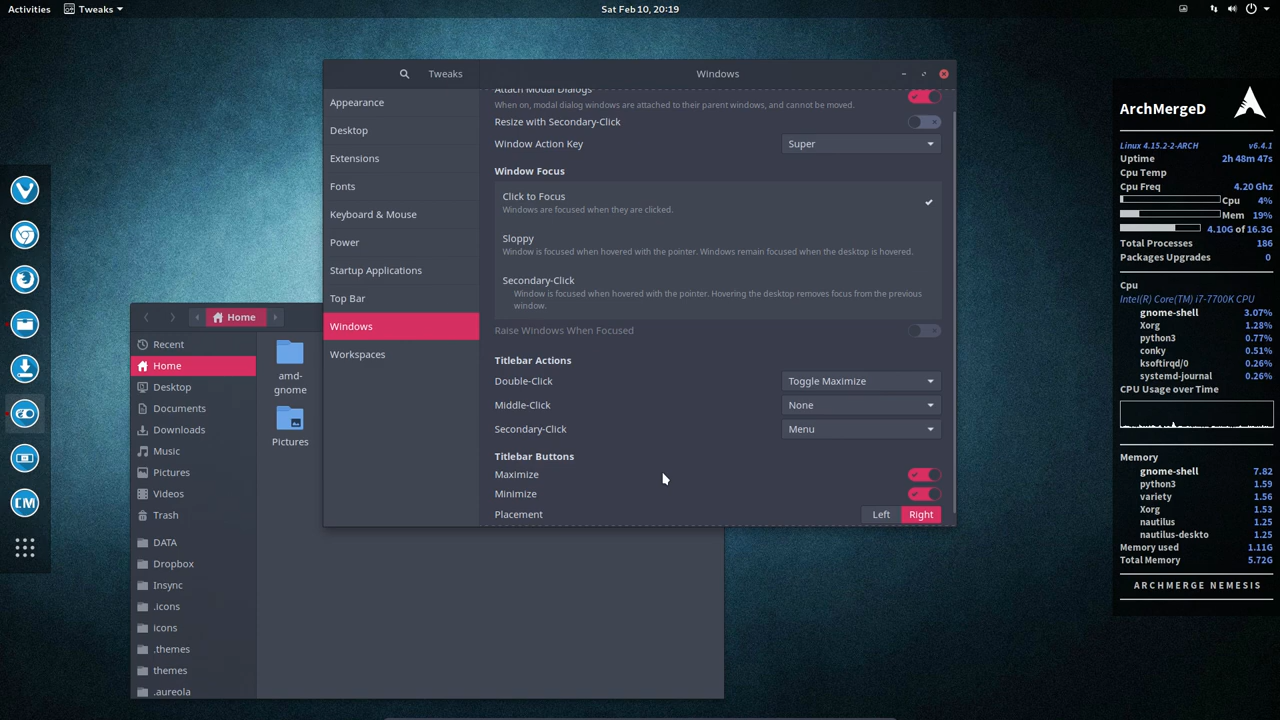 Activities
Tweaks
Sat Feb 10, 20:19
Tweaks
Windows
Appearance
Desktop
Extensions
Fonts
Keyboard & Mouse
Power
Startup Applications
Top Bar
Windows
Workspaces
Attach Modal Dialogs
When on, modal dialog windows are attached to their parent windows, and cannot be moved.
Resize with Secondary-Click
Window Action Key
Super
Window Focus
Click to Focus
Windows are focused when they are clicked.
Sloppy
Window is focused when hovered with the pointer. Windows remain focused when the desktop is hovered.
Secondary-Click
Window is focused when hovered with the pointer. Hovering the desktop removes focus from the previous
window.
Raise Windows When Focused
Titlebar Actions
Double-Click
Toggle Maximize
Middle-Click
None
Secondary-Click
Menu
Titlebar Buttons
Maximize
Minimize
Placement
Left
Right
Home
Recent
Home
Desktop
Documents
Downloads
Music
Pictures
Videos
Trash
DATA
Dropbox
Insync
.icons
icons
.themes
themes
.aureola
amd-
gnome
Pictures
ArchMergeD
Linux 4.15.2-2-ARCH v6.4.1
Uptime 2h 48m 47s
Cpu Temp
Cpu Freq 4.20 Ghz
Cpu 4%
Mem 19%
4.10G of 16.3G
Total Processes 186
Packages Upgrades 0
Cpu
Intel(R) Core(TM) i7-7700K CPU
gnome-shell 3.07%
Xorg 1.28%
python3 0.77%
conky 0.51%
ksoftirqd/0 0.26%
systemd-journal 0.26%
CPU Usage over Time
Memory
gnome-shell 7.82
python3 1.59
variety 1.56
Xorg 1.53
nautilus 1.25
nautilus-deskto 1.25
Memory used 1.11G
Total Memory 5.72G
ARCHMERGE NEMESIS